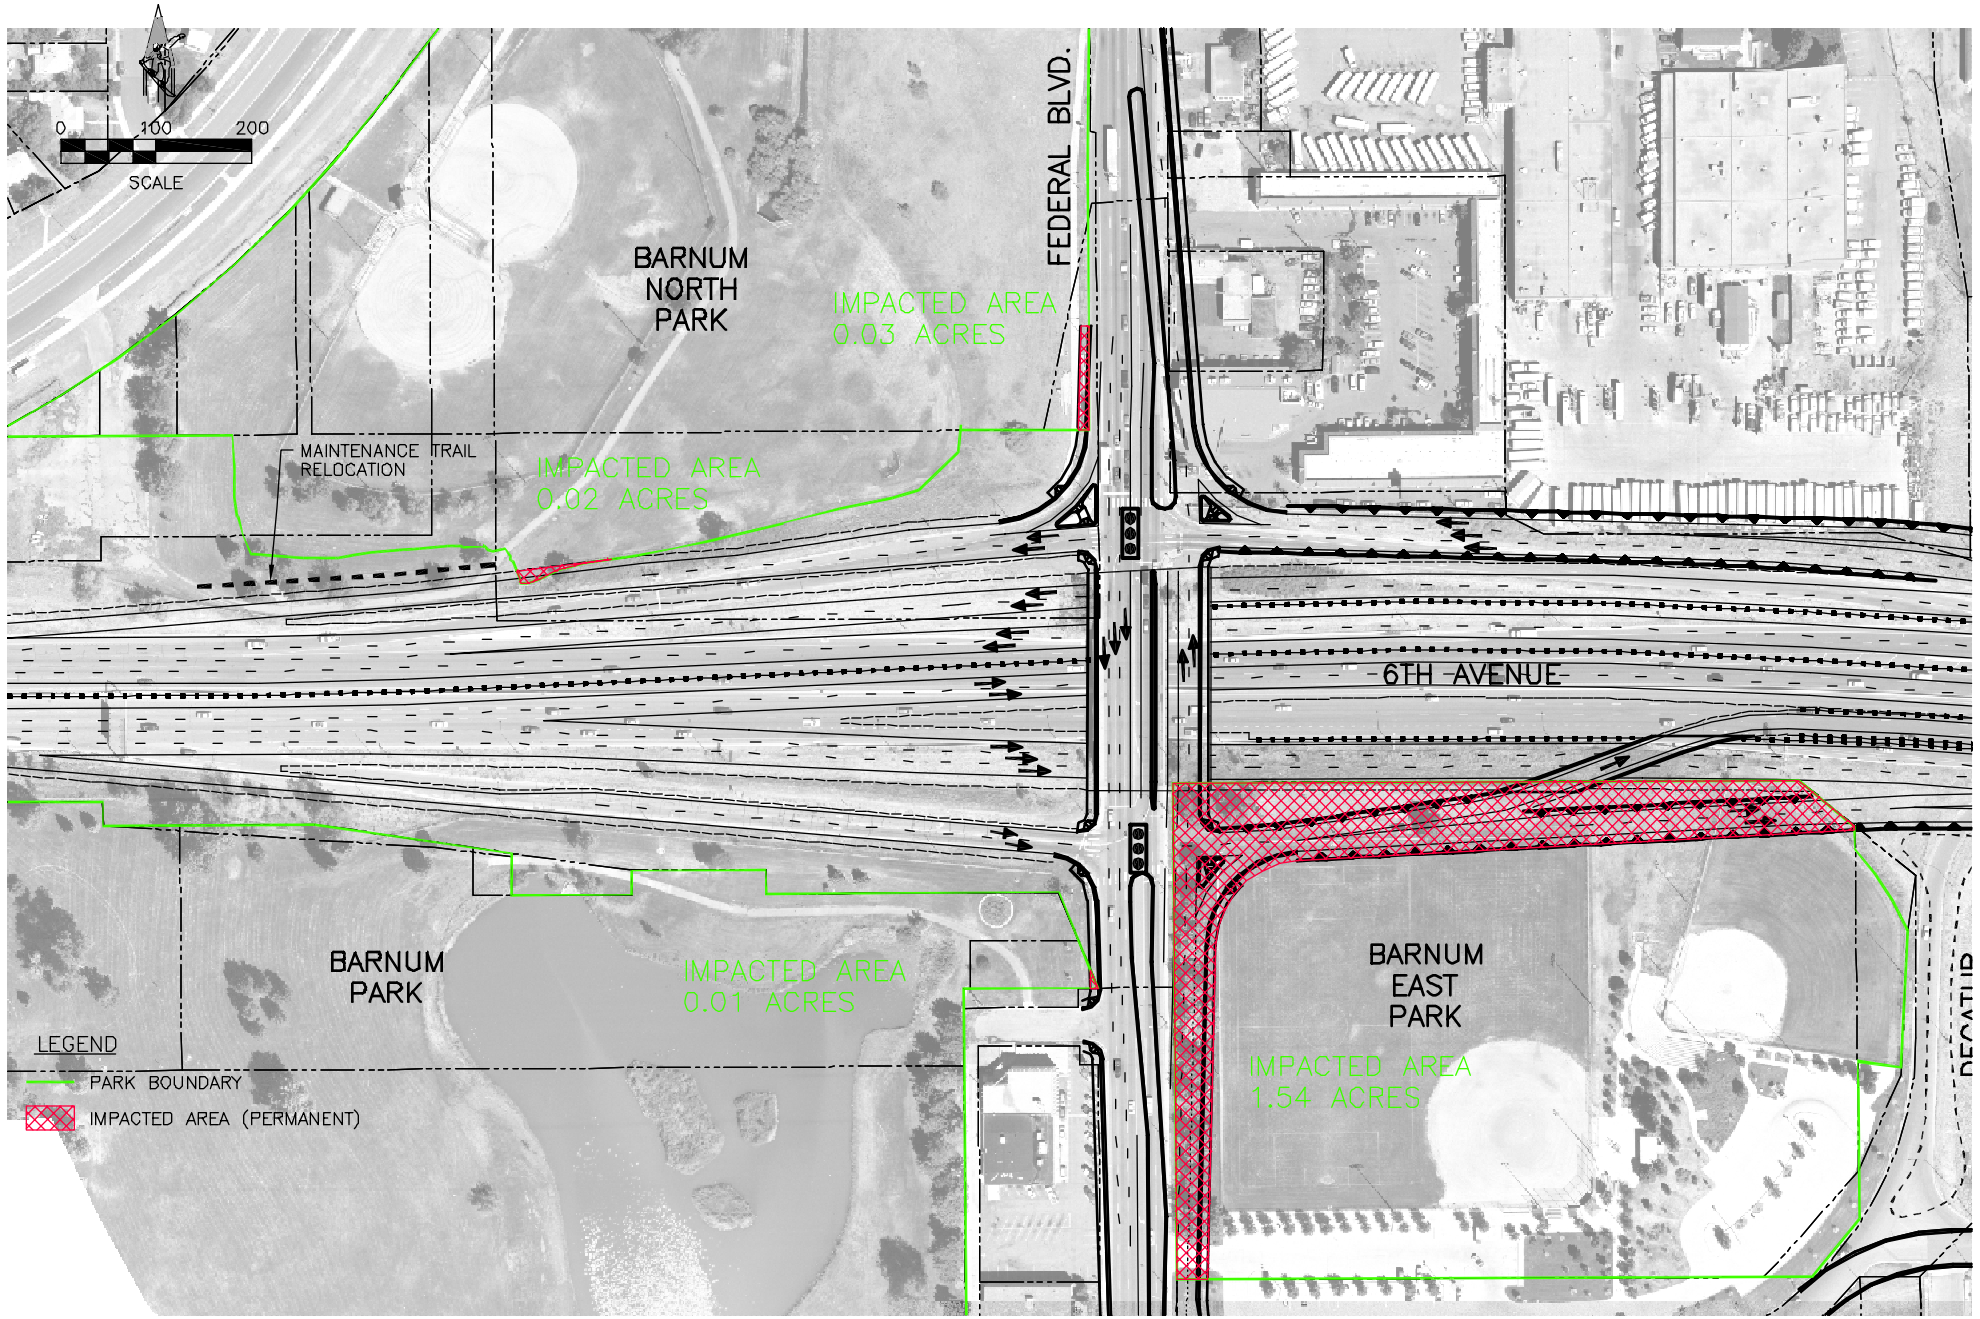 0 100 200
SCALE
FEDERAL BLVD.
BARNUM
NORTH
PARK
IMPACTED AREA
0.03 ACRES
MAINTENANCE TRAIL
RELOCATION
IMPACTED AREA
0.02 ACRES
6TH AVENUE
BARNUM
PARK
IMPACTED AREA
0.01 ACRES
BARNUM
EAST
PARK
IMPACTED AREA
1.54 ACRES
DECATUR
LEGEND
PARK BOUNDARY
IMPACTED AREA (PERMANENT)